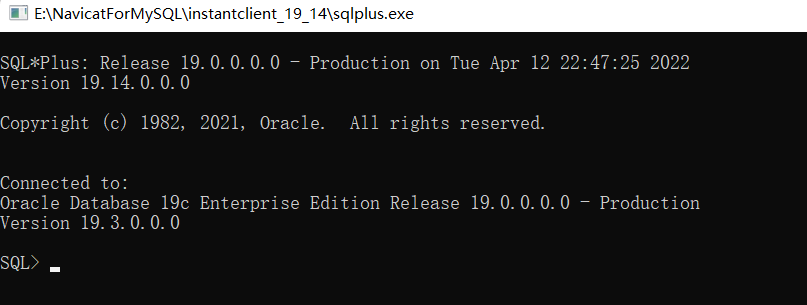 E:\NavicatForMySQL\instantclient_19_14\sqlplus.exe
SQL*Plus: Release 19.0.0.0.0 - Production on Tue Apr 12 22:47:25 2022
Version 19.14.0.0.0
Copyright (c) 1982, 2021, Oracle.  All rights reserved.
Connected to:
Oracle Database 19c Enterprise Edition Release 19.0.0.0.0 - Production
Version 19.3.0.0.0
SQL> _